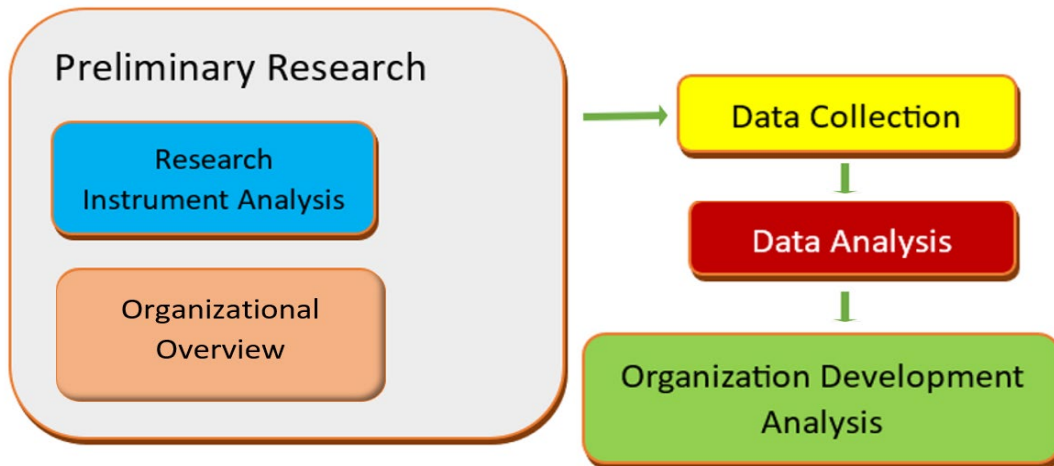 Preliminary Research
Research
Instrument Analysis
Organizational
Overview
Data Collection
Data Analysis
Organization Development
Analysis